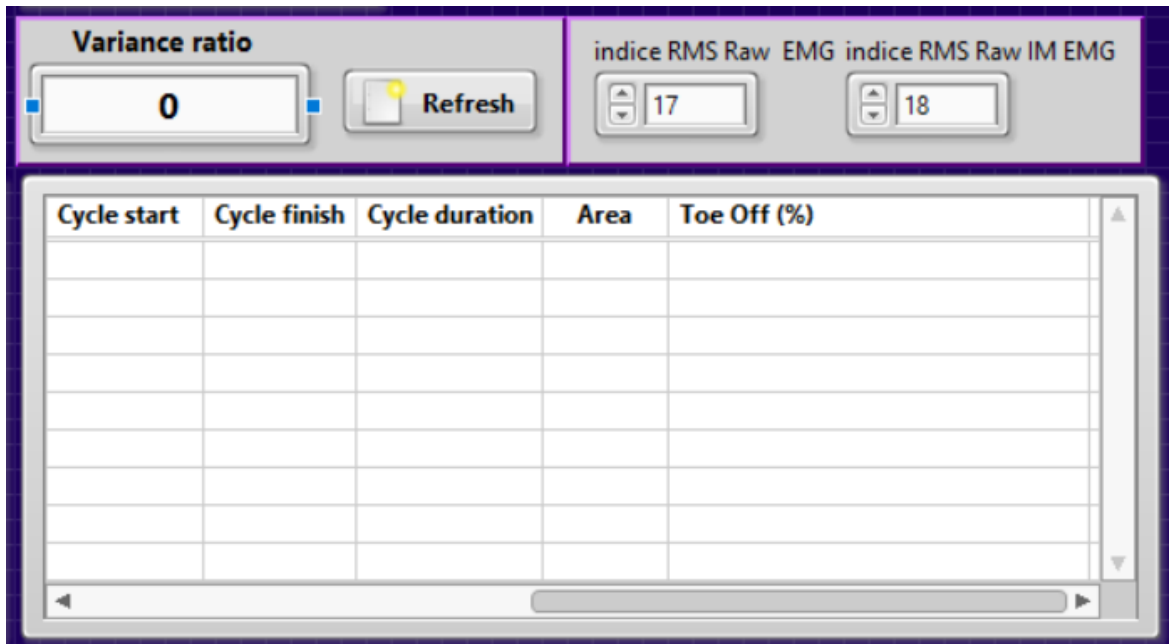 Variance ratio
0
Refresh
indice RMS Raw  EMG
17
indice RMS Raw IM EMG
18
Cycle start Cycle finish Cycle duration Area Toe Off (%)